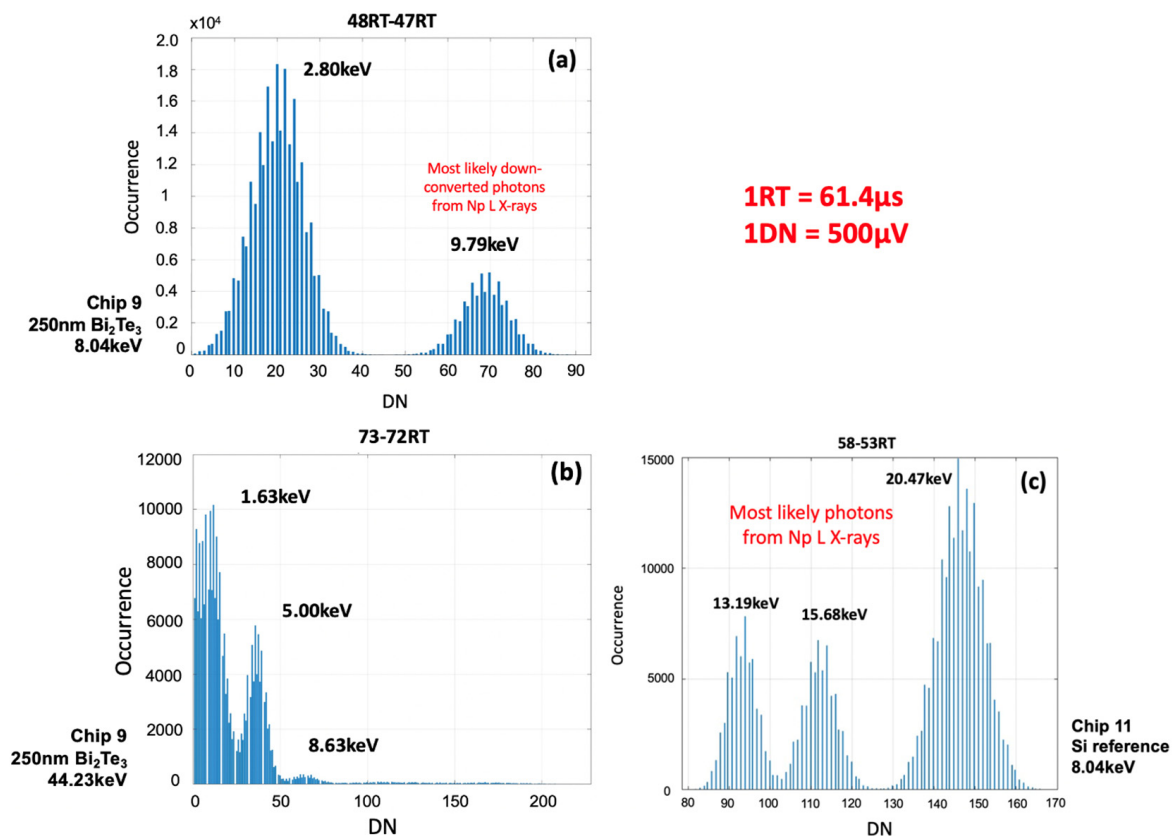 48RT-47RT
x10⁴
2.0
1.8
1.6
1.4
1.2
1.0
0.8
0.6
0.4
0.2
0
Occurrence
(a)
2.80keV
Most likely down-
converted photons
from Np L X-rays
9.79keV
Chip 9
250nm Bi₂Te₃
8.04keV
0 10 20 30 40 50 60 70 80 90
DN
1RT = 61.4µs
1DN = 500µV
73-72RT
12000
10000
8000
6000
4000
2000
0
Occurrence
(b)
1.63keV
5.00keV
8.63keV
Chip 9
250nm Bi₂Te₃
44.23keV
0 50 100 150 200
DN
58-53RT
15000
10000
5000
0
Occurrence
(c)
20.47keV
Most likely photons
from Np L X-rays
13.19keV
15.68keV
Chip 11
Si reference
8.04keV
80 90 100 110 120 130 140 150 160 170
DN